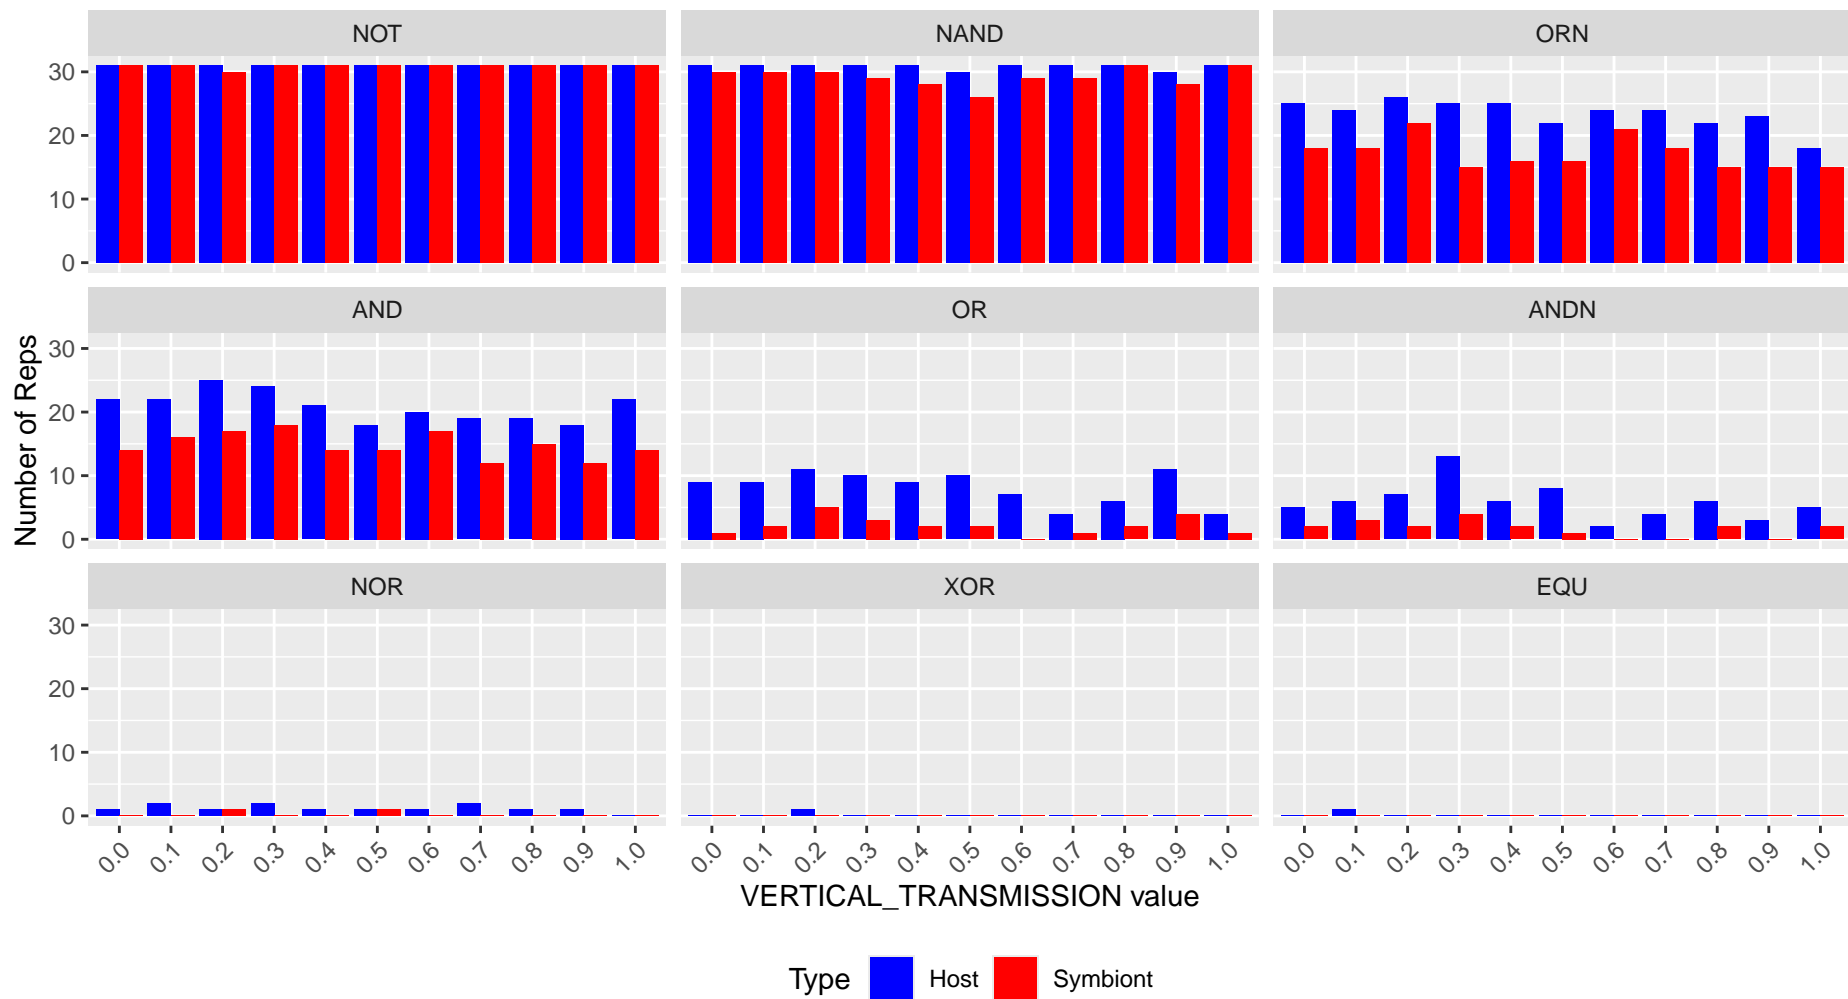 NOT NAND ORN
30
20
10
0
AND OR ANDN
30
20
10
0
Number of Reps
NOR XOR EQU
30
20
10
0
0.0 0.1 0.2 0.3 0.4 0.5 0.6 0.7 0.8 0.9 1.0 0.0 0.1 0.2 0.3 0.4 0.5 0.6 0.7 0.8 0.9 1.0 0.0 0.1 0.2 0.3 0.4 0.5 0.6 0.7 0.8 0.9 1.0
VERTICAL_TRANSMISSION value
Type Host Symbiont